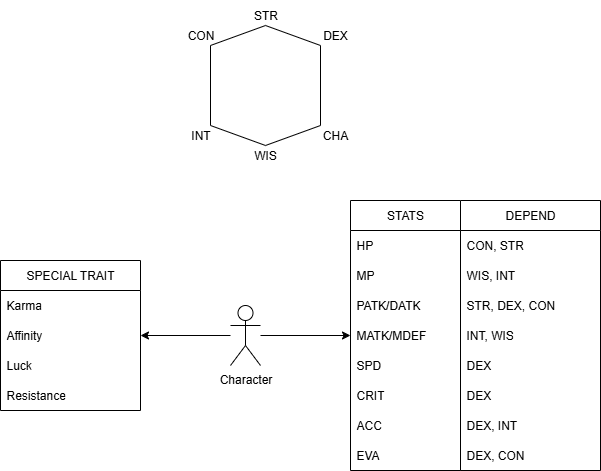 STR
CON DEX
INT CHA
WIS
STATS DEPEND
HP CON, STR
MP WIS, INT
PATK/DATK STR, DEX, CON
MATK/MDEF INT, WIS
SPD DEX
CRIT DEX
ACC DEX, INT
EVA DEX, CON
SPECIAL TRAIT
Karma
Affinity
Luck
Resistance
Character